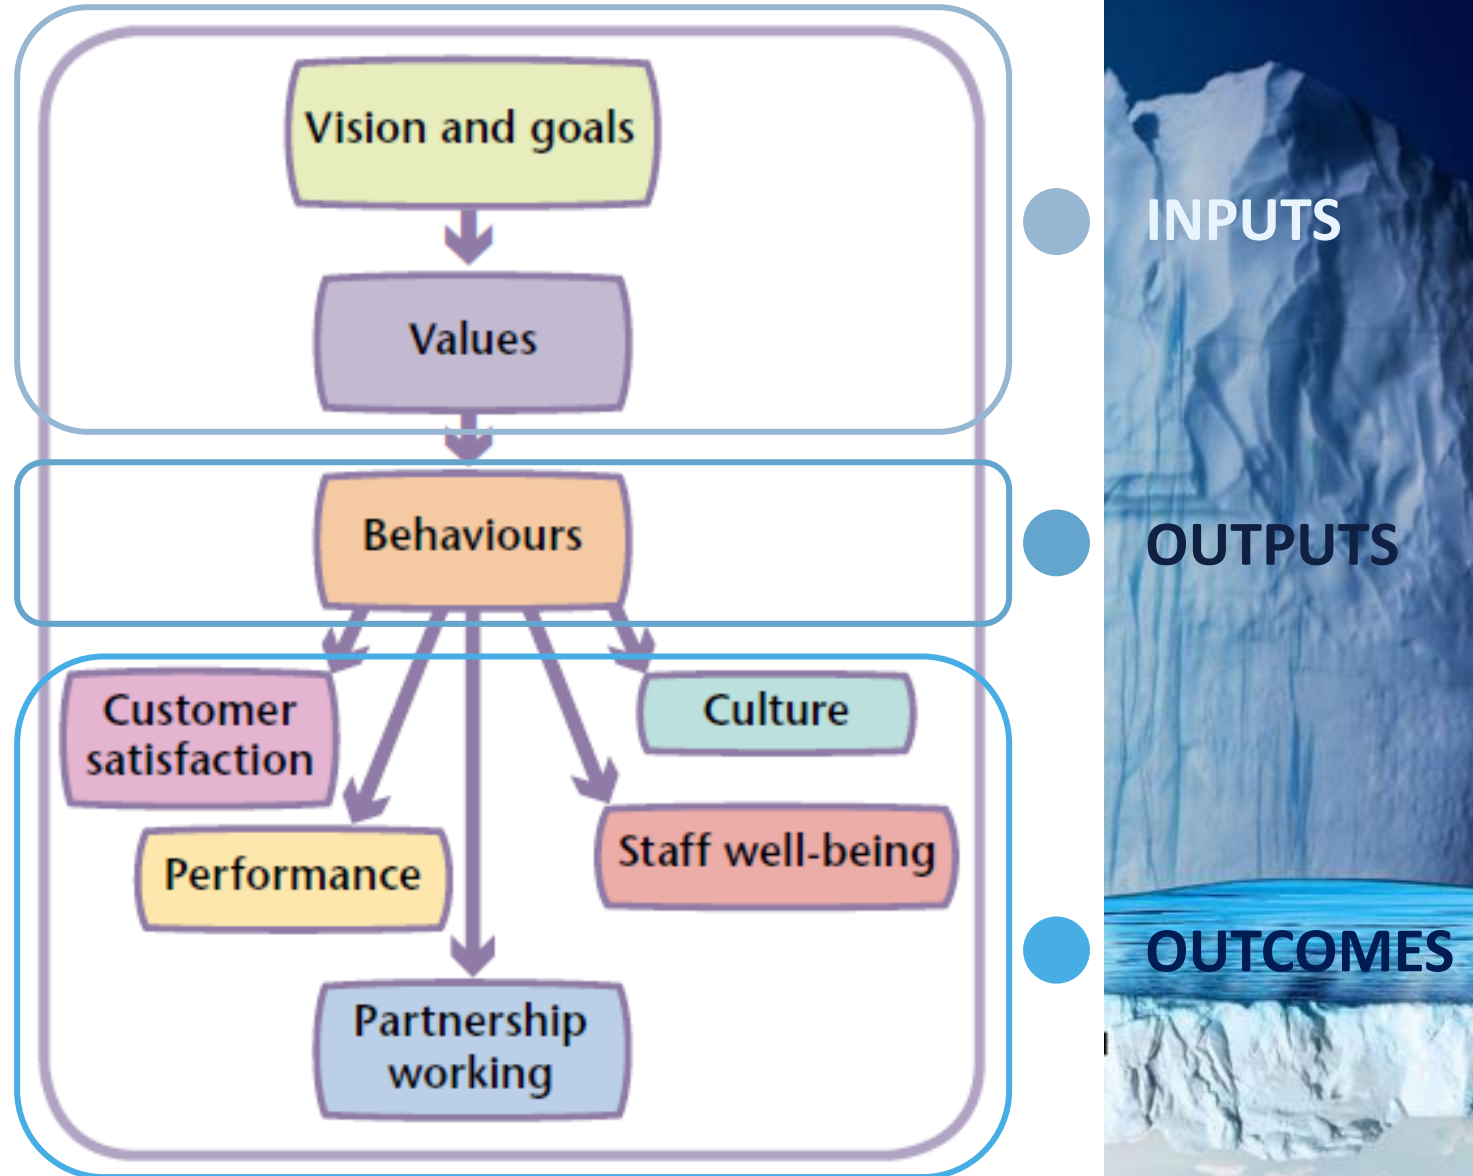 Vision and goals
INPUTS
Values
Behaviours
OUTPUTS
Customer
satisfaction
Culture
Performance
Staff well-being
OUTCOMES
Partnership
working